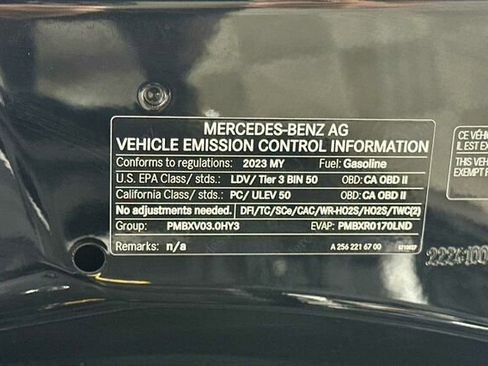 MERCEDES-BENZ AG
VEHICLE EMISSION CONTROL INFORMATION
Conforms to regulations: 2023 MY Fuel: Gasoline
U.S. EPA Class/ stds.: LDV/ Tier 3 BIN 50 OBD: CA OBD II
California Class/ stds.: PC/ ULEV 50 OBD: CA OBD II
No adjustments needed. DFI/TC/SCe/CAC/WR-HO2S/HO2S/TWC(2)
Group: PMBXV03.0HY3 EVAP: PMBXR0170LND
Remarks: n/a A 256 221 67 00
CE VÉH
IL EST EX
THIS VEH
EXEMPT F